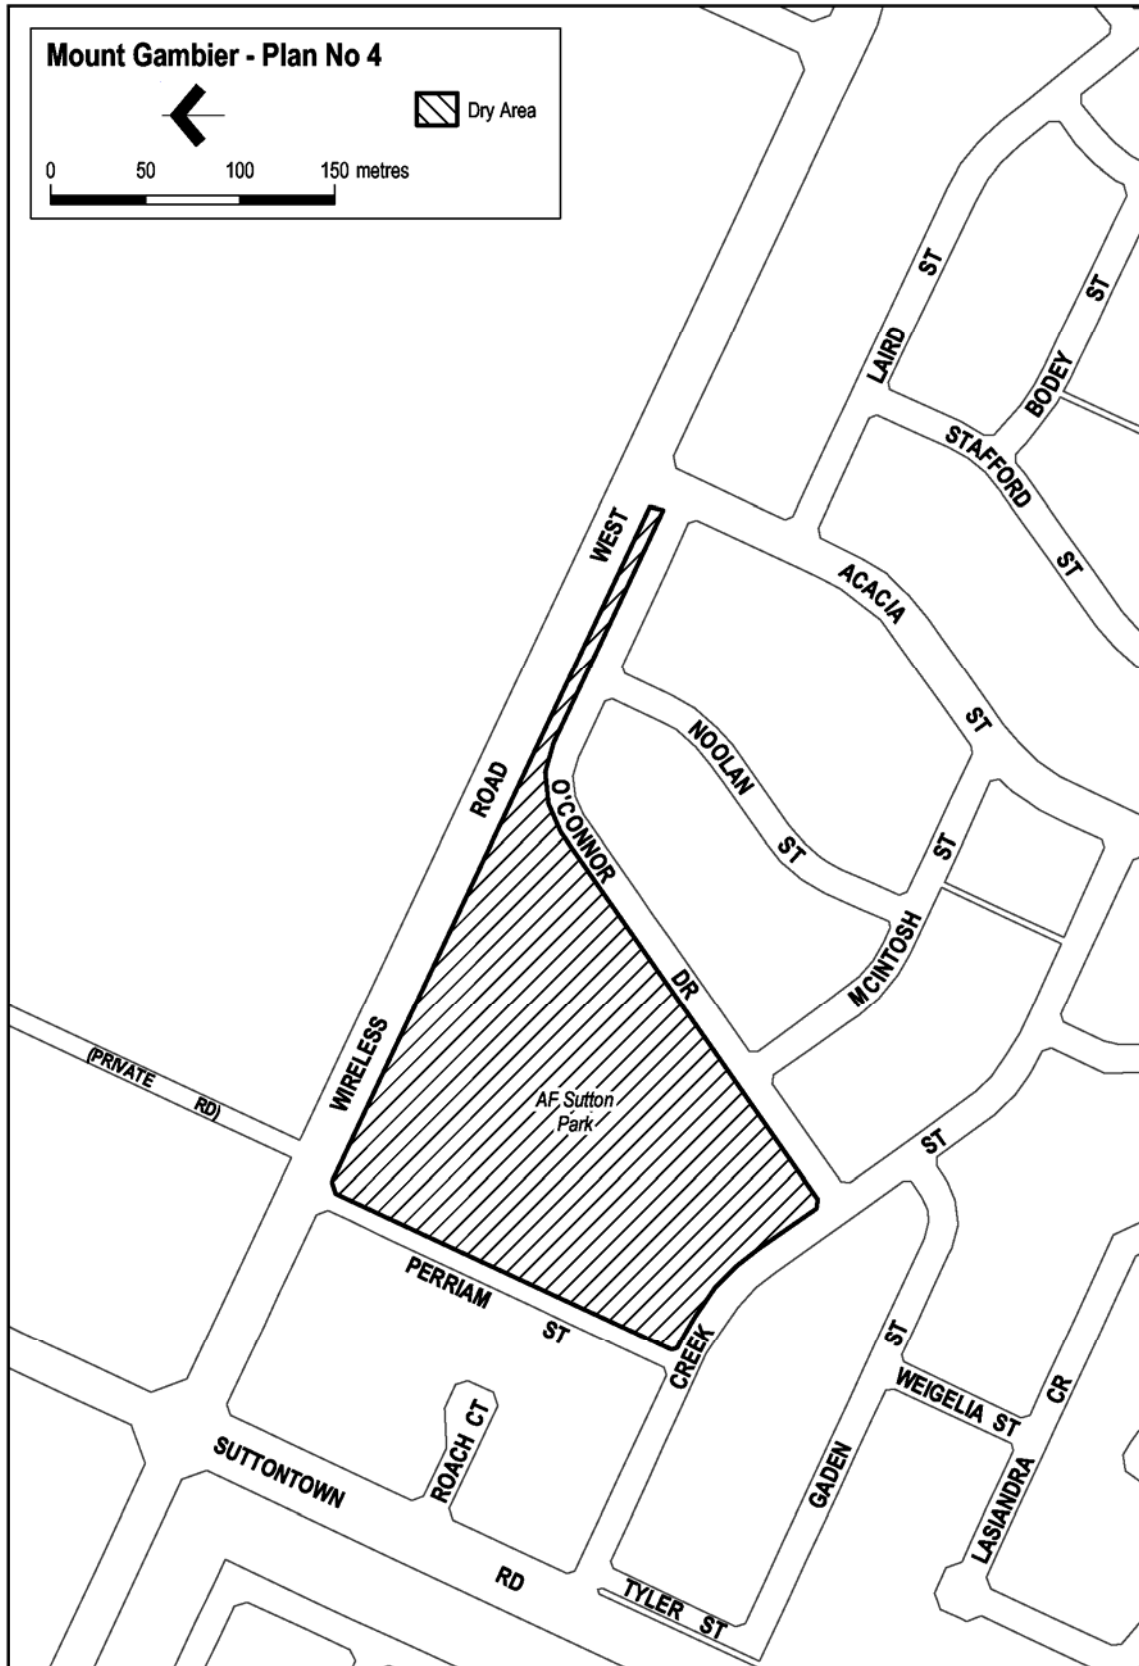 Mount Gambier - Plan No 4
Dry Area
0 50 100 150 metres
LAIRD ST
BODEY ST
STAFFORD ST
WIRELESS ROAD WEST
ACACIA ST
NOOLAN ST
O'CONNOR DR
MCINTOSH ST
(PRIVATE RD)
AF Sutton
Park
PERRIAM ST
CREEK ST
GADEN ST
WEIGELIA ST
LASIANDRA CR
ROACH CT
SUTTONTOWN RD
TYLER ST